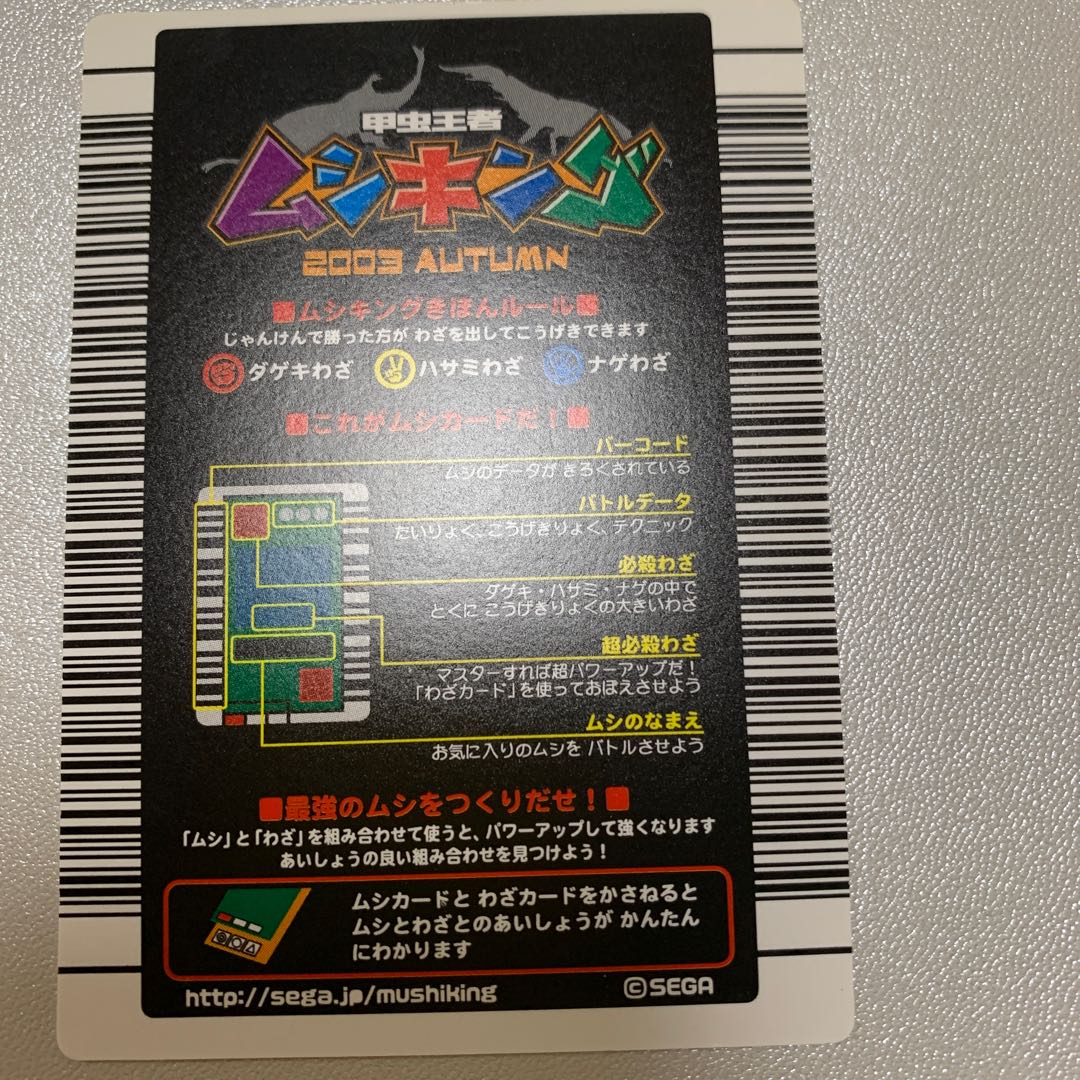 甲虫王者
ムシキング
2003 AUTUMN
■ムシキングきほんルール■
じゃんけんで勝った方が わざを出してこうげきできます
ダゲキわざ ハサミわざ ナゲわざ
■これがムシカードだ!■
バーコード
ムシのデータが きろくされている
バトルデータ
たいりょく、こうげきりょく、テクニック
必殺わざ
ダゲキ・ハサミ・ナゲの中で
とくに こうげきりょくの大きいわざ
超必殺わざ
マスターすれば超パワーアップだ!
「わざカード」を使っておぼえさせよう
ムシのなまえ
お気に入りのムシを バトルさせよう
■最強のムシをつくりだせ!■
「ムシ」と「わざ」を組み合わせて使うと、パワーアップして強くなります
あいしょうの良い組み合わせを見つけよう!
ムシカードと わざカードをかさねると
ムシとわざとのあいしょうが かんたん
にわかります
http://sega.jp/mushiking ©SEGA